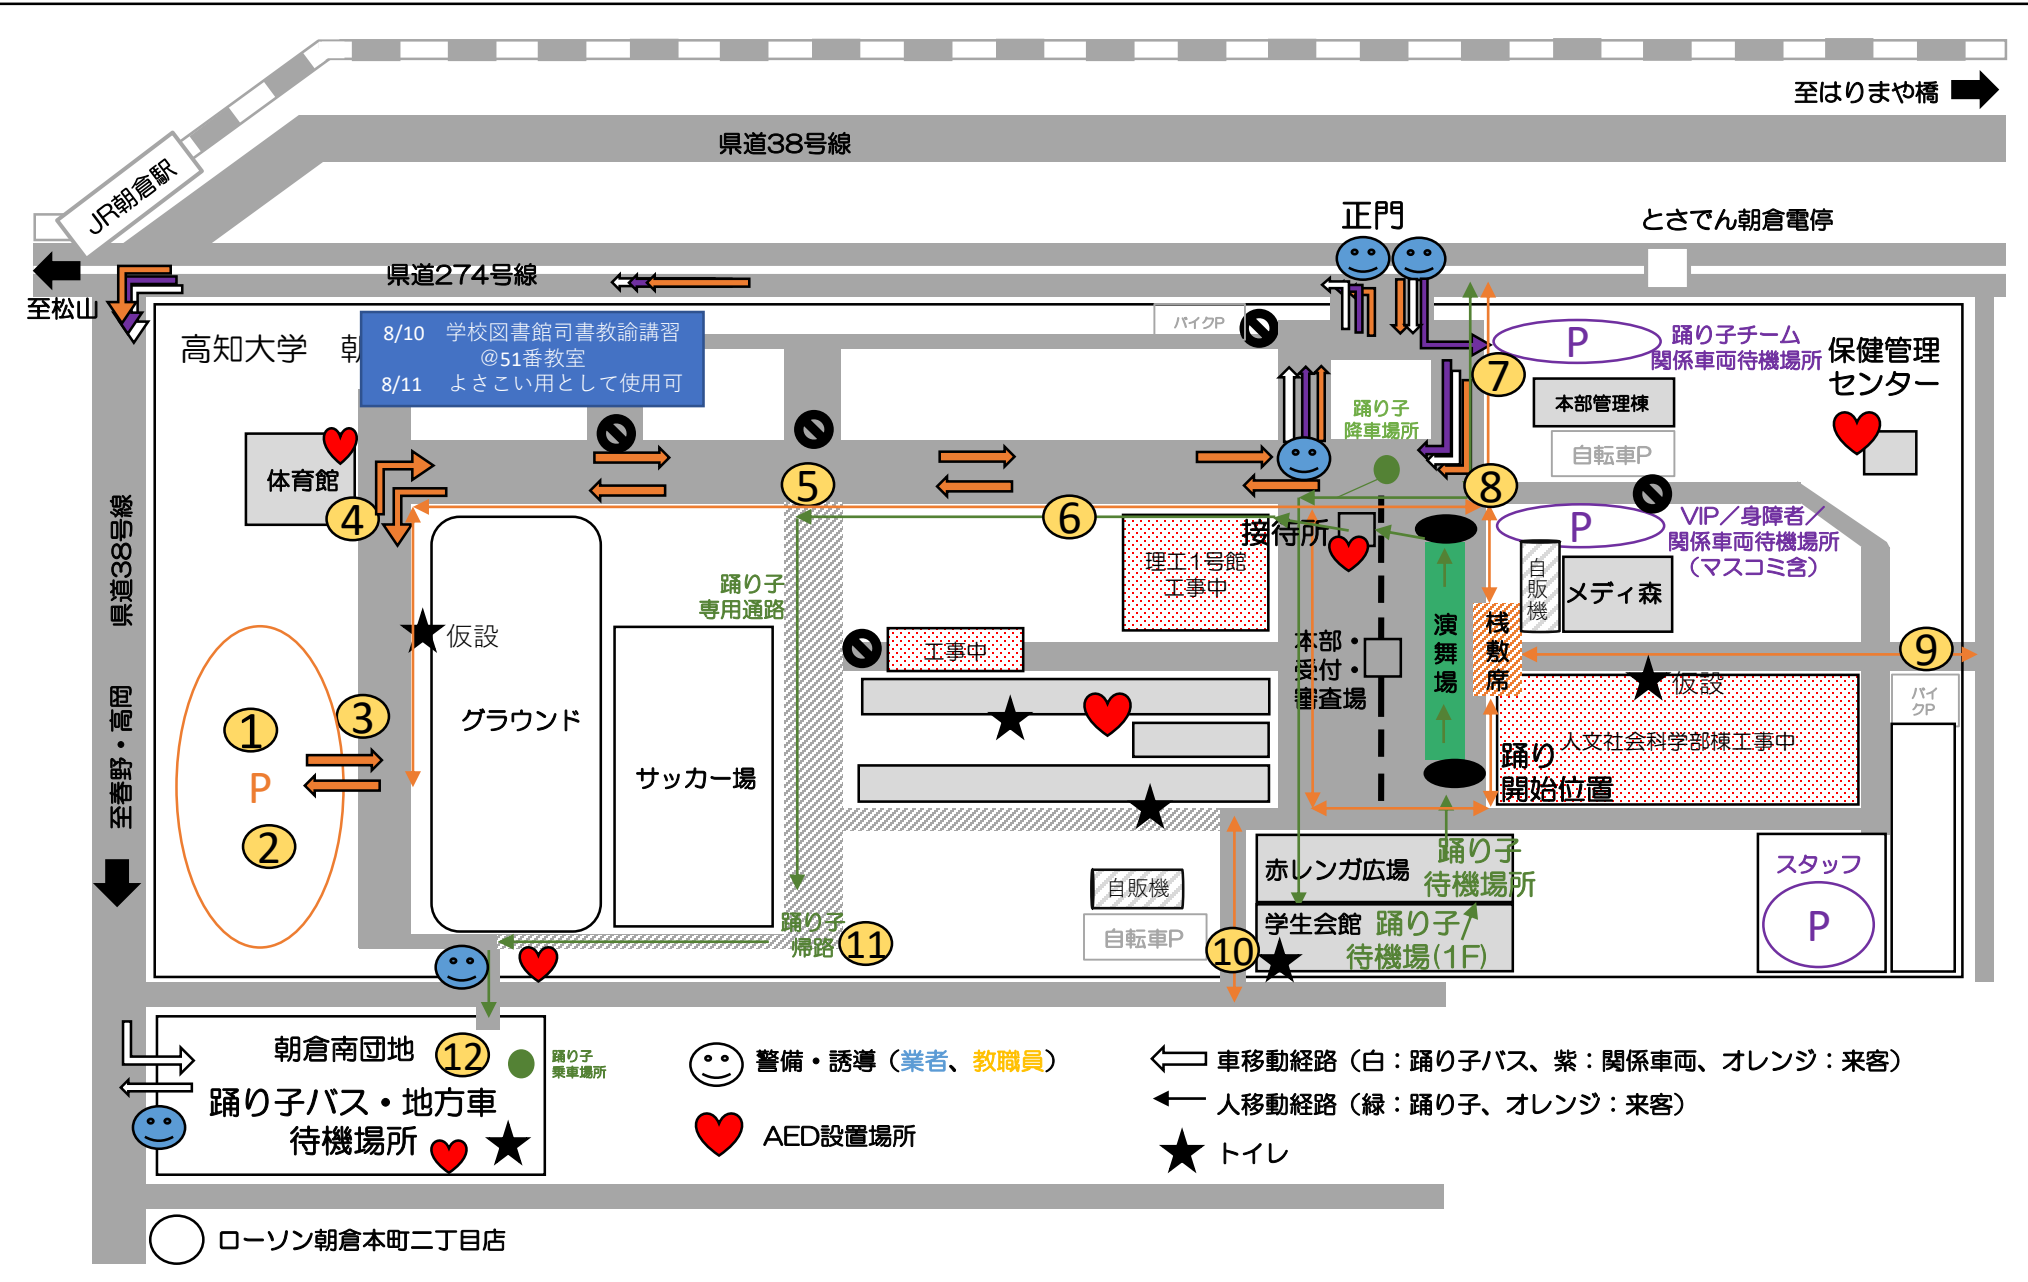 至はりまや橋
県道38号線
JR朝倉駅
正門
とさでん朝倉電停
県道274号線
至松山
高知大学 朝
8/10 学校図書館司書教諭講習
@51番教室
8/11 よさこい用として使用可
バイクP
P
踊り子チーム
関係車両待機場所
保健管理
センター
7
本部管理棟
踊り子
降車場所
自転車P
体育館
4
5
6
8
県道38号線
接待所
P
VIP／身障者／
関係車両待機場所
（マスコミ含）
理工1号館
工事中
自販機
メディ森
踊り子
専用通路
仮設
工事中
本部・
受付・
審査場
演舞場
桟敷席
9
仮設
バイ
クP
至春野・高岡
1
3
P
2
グラウンド
サッカー場
人文社会科学部棟工事中
踊り
開始位置
赤レンガ広場
踊り子
待機場所
自販機
自転車P
学生会館
踊り子
待機場(1F)
10
踊り子
帰路
11
スタッフ
P
朝倉南団地
12
踊り子
乗車場所
踊り子バス・地方車
待機場所
警備・誘導（業者、教職員）
車移動経路（白：踊り子バス、紫：関係車両、オレンジ：来客）
人移動経路（緑：踊り子、オレンジ：来客）
AED設置場所
トイレ
ローソン朝倉本町二丁目店